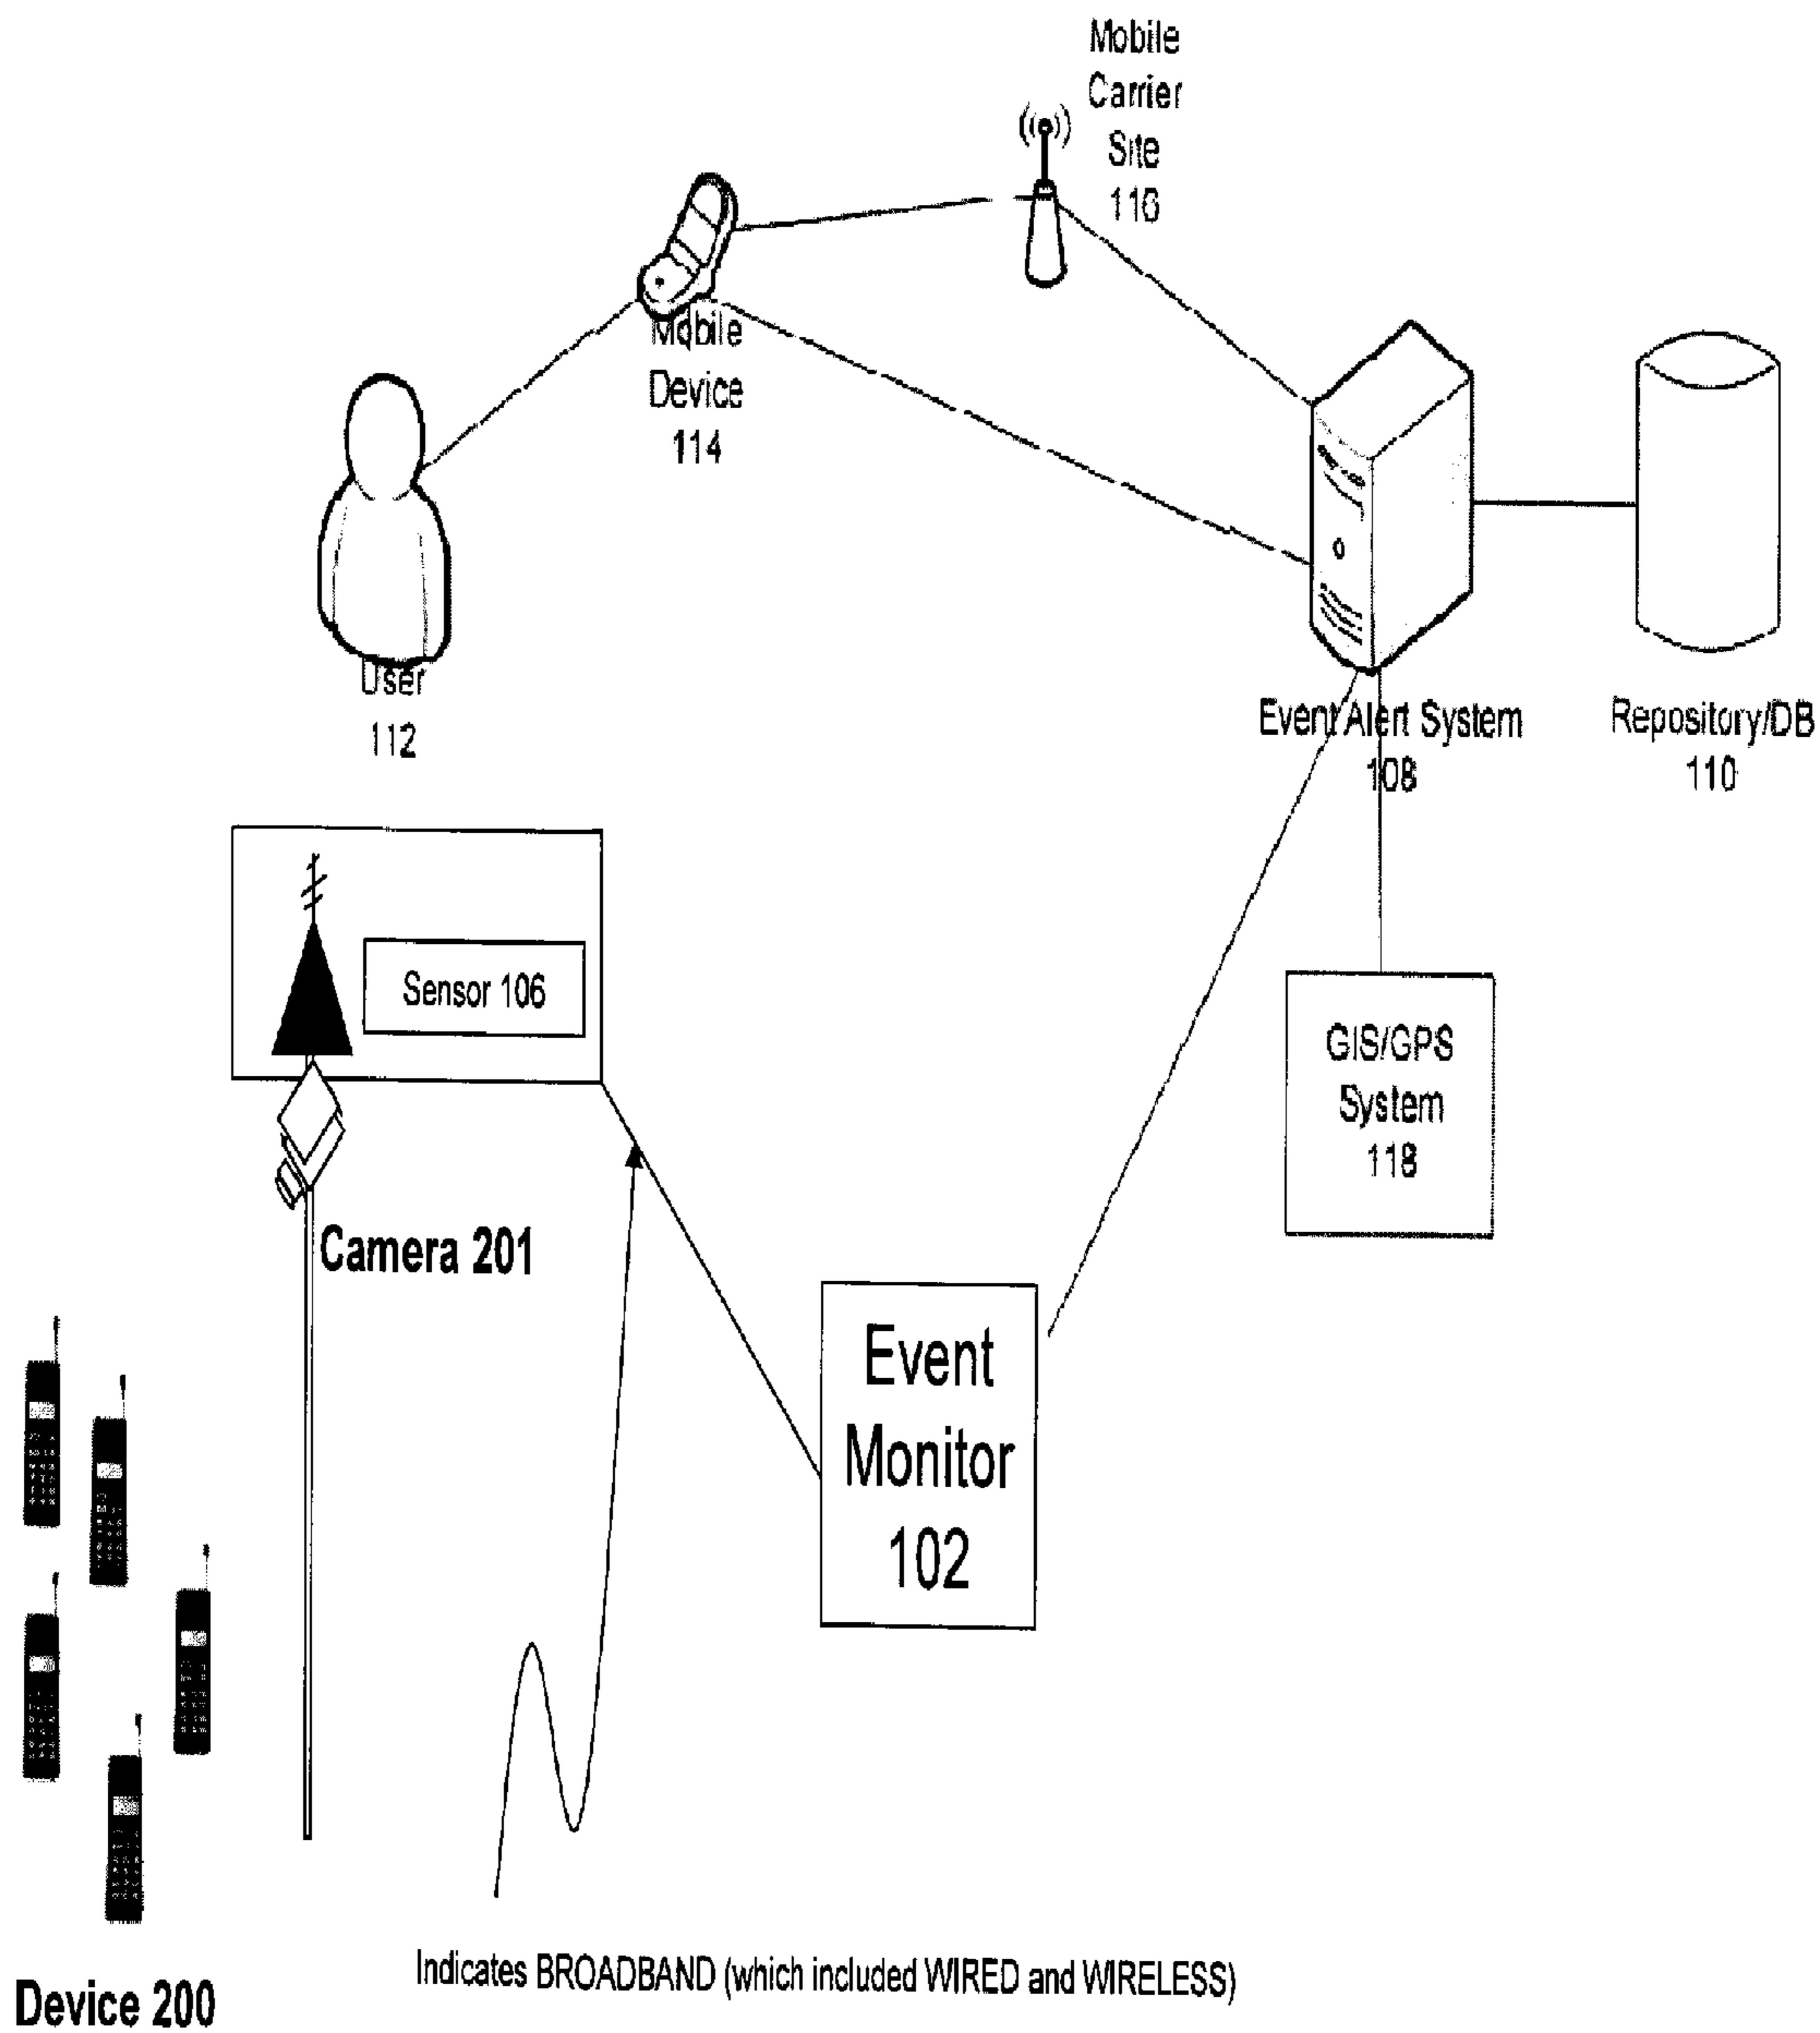 Mobile
Carrier
Site
116
Mobile
Device
114
User
112
Event Alert System
108
Repository/DB
110
Sensor 106
GIS/GPS
System
118
Camera 201
Event
Monitor
102
Indicates BROADBAND (which included WIRED and WIRELESS)
Device 200